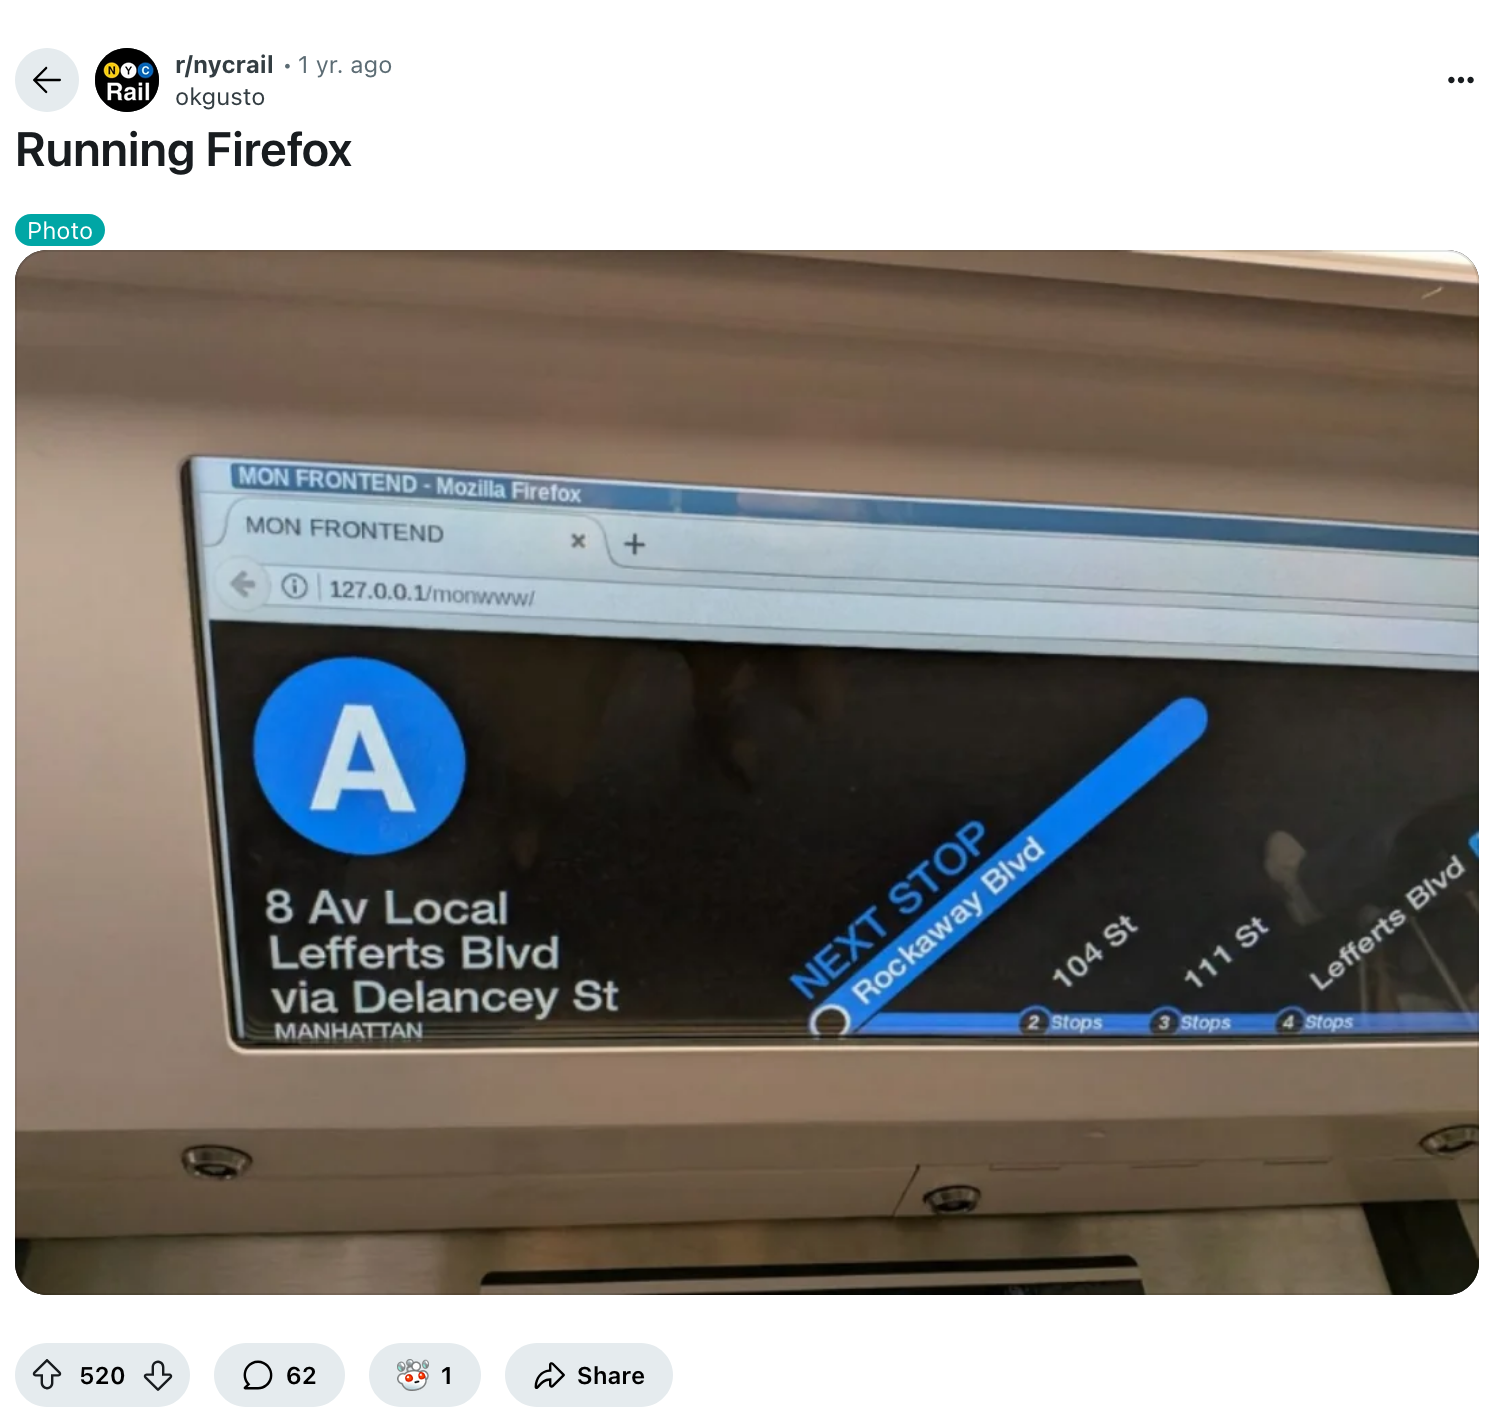 NYC
Rail
r/nycrail • 1 yr. ago
okgusto
Running Firefox
Photo
MON FRONTEND - Mozilla Firefox
MON FRONTEND × +
127.0.0.1/monwww/
A
8 Av Local
Lefferts Blvd
via Delancey St
MANHATTAN
NEXT STOP
Rockaway Blvd
104 St
111 St
Lefferts Blvd
2 Stops
3 Stops
4 Stops
520
62
1
Share